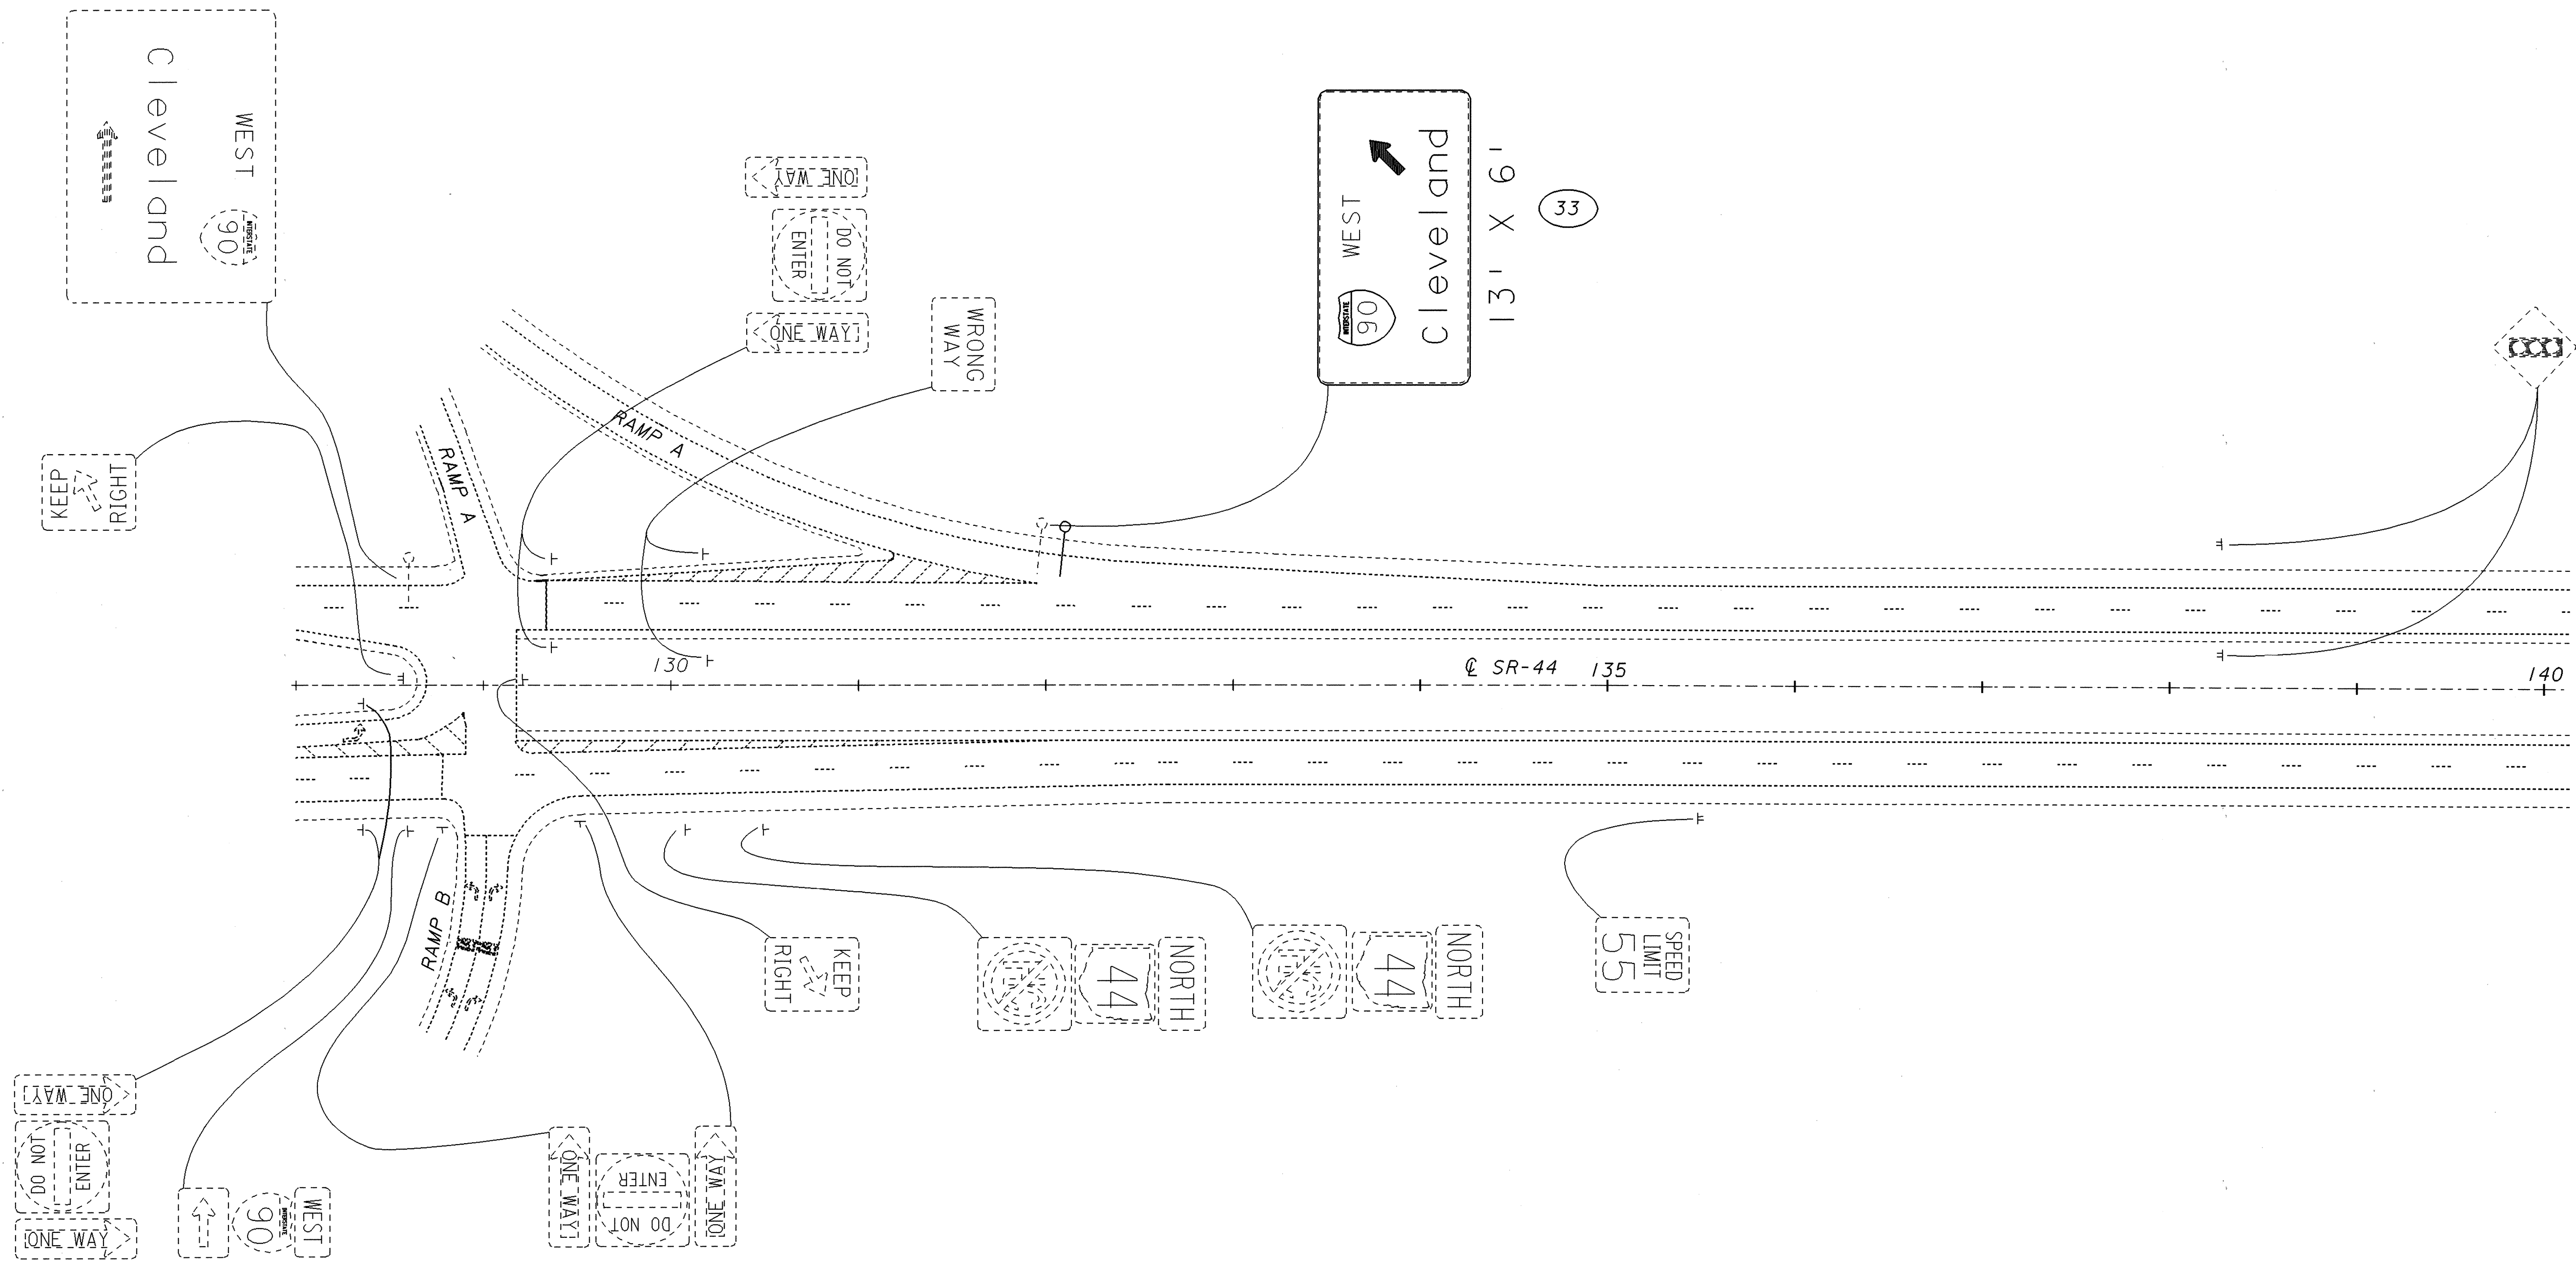 WEST
INTERSTATE
90
Cleveland
KEEP
RIGHT
ONE WAY
DO NOT
ENTER
ONE WAY
WRONG
WAY
WEST
INTERSTATE
90
Cleveland
13' X 6'
33
RAMP A
RAMP A
130
℄ SR-44
135
140
RAMP B
KEEP
RIGHT
NORTH
44
NORTH
44
SPEED
LIMIT
55
ONE WAY
DO NOT
ENTER
ONE WAY
WEST
INTERSTATE
90
ONE WAY
DO NOT
ENTER
ONE WAY